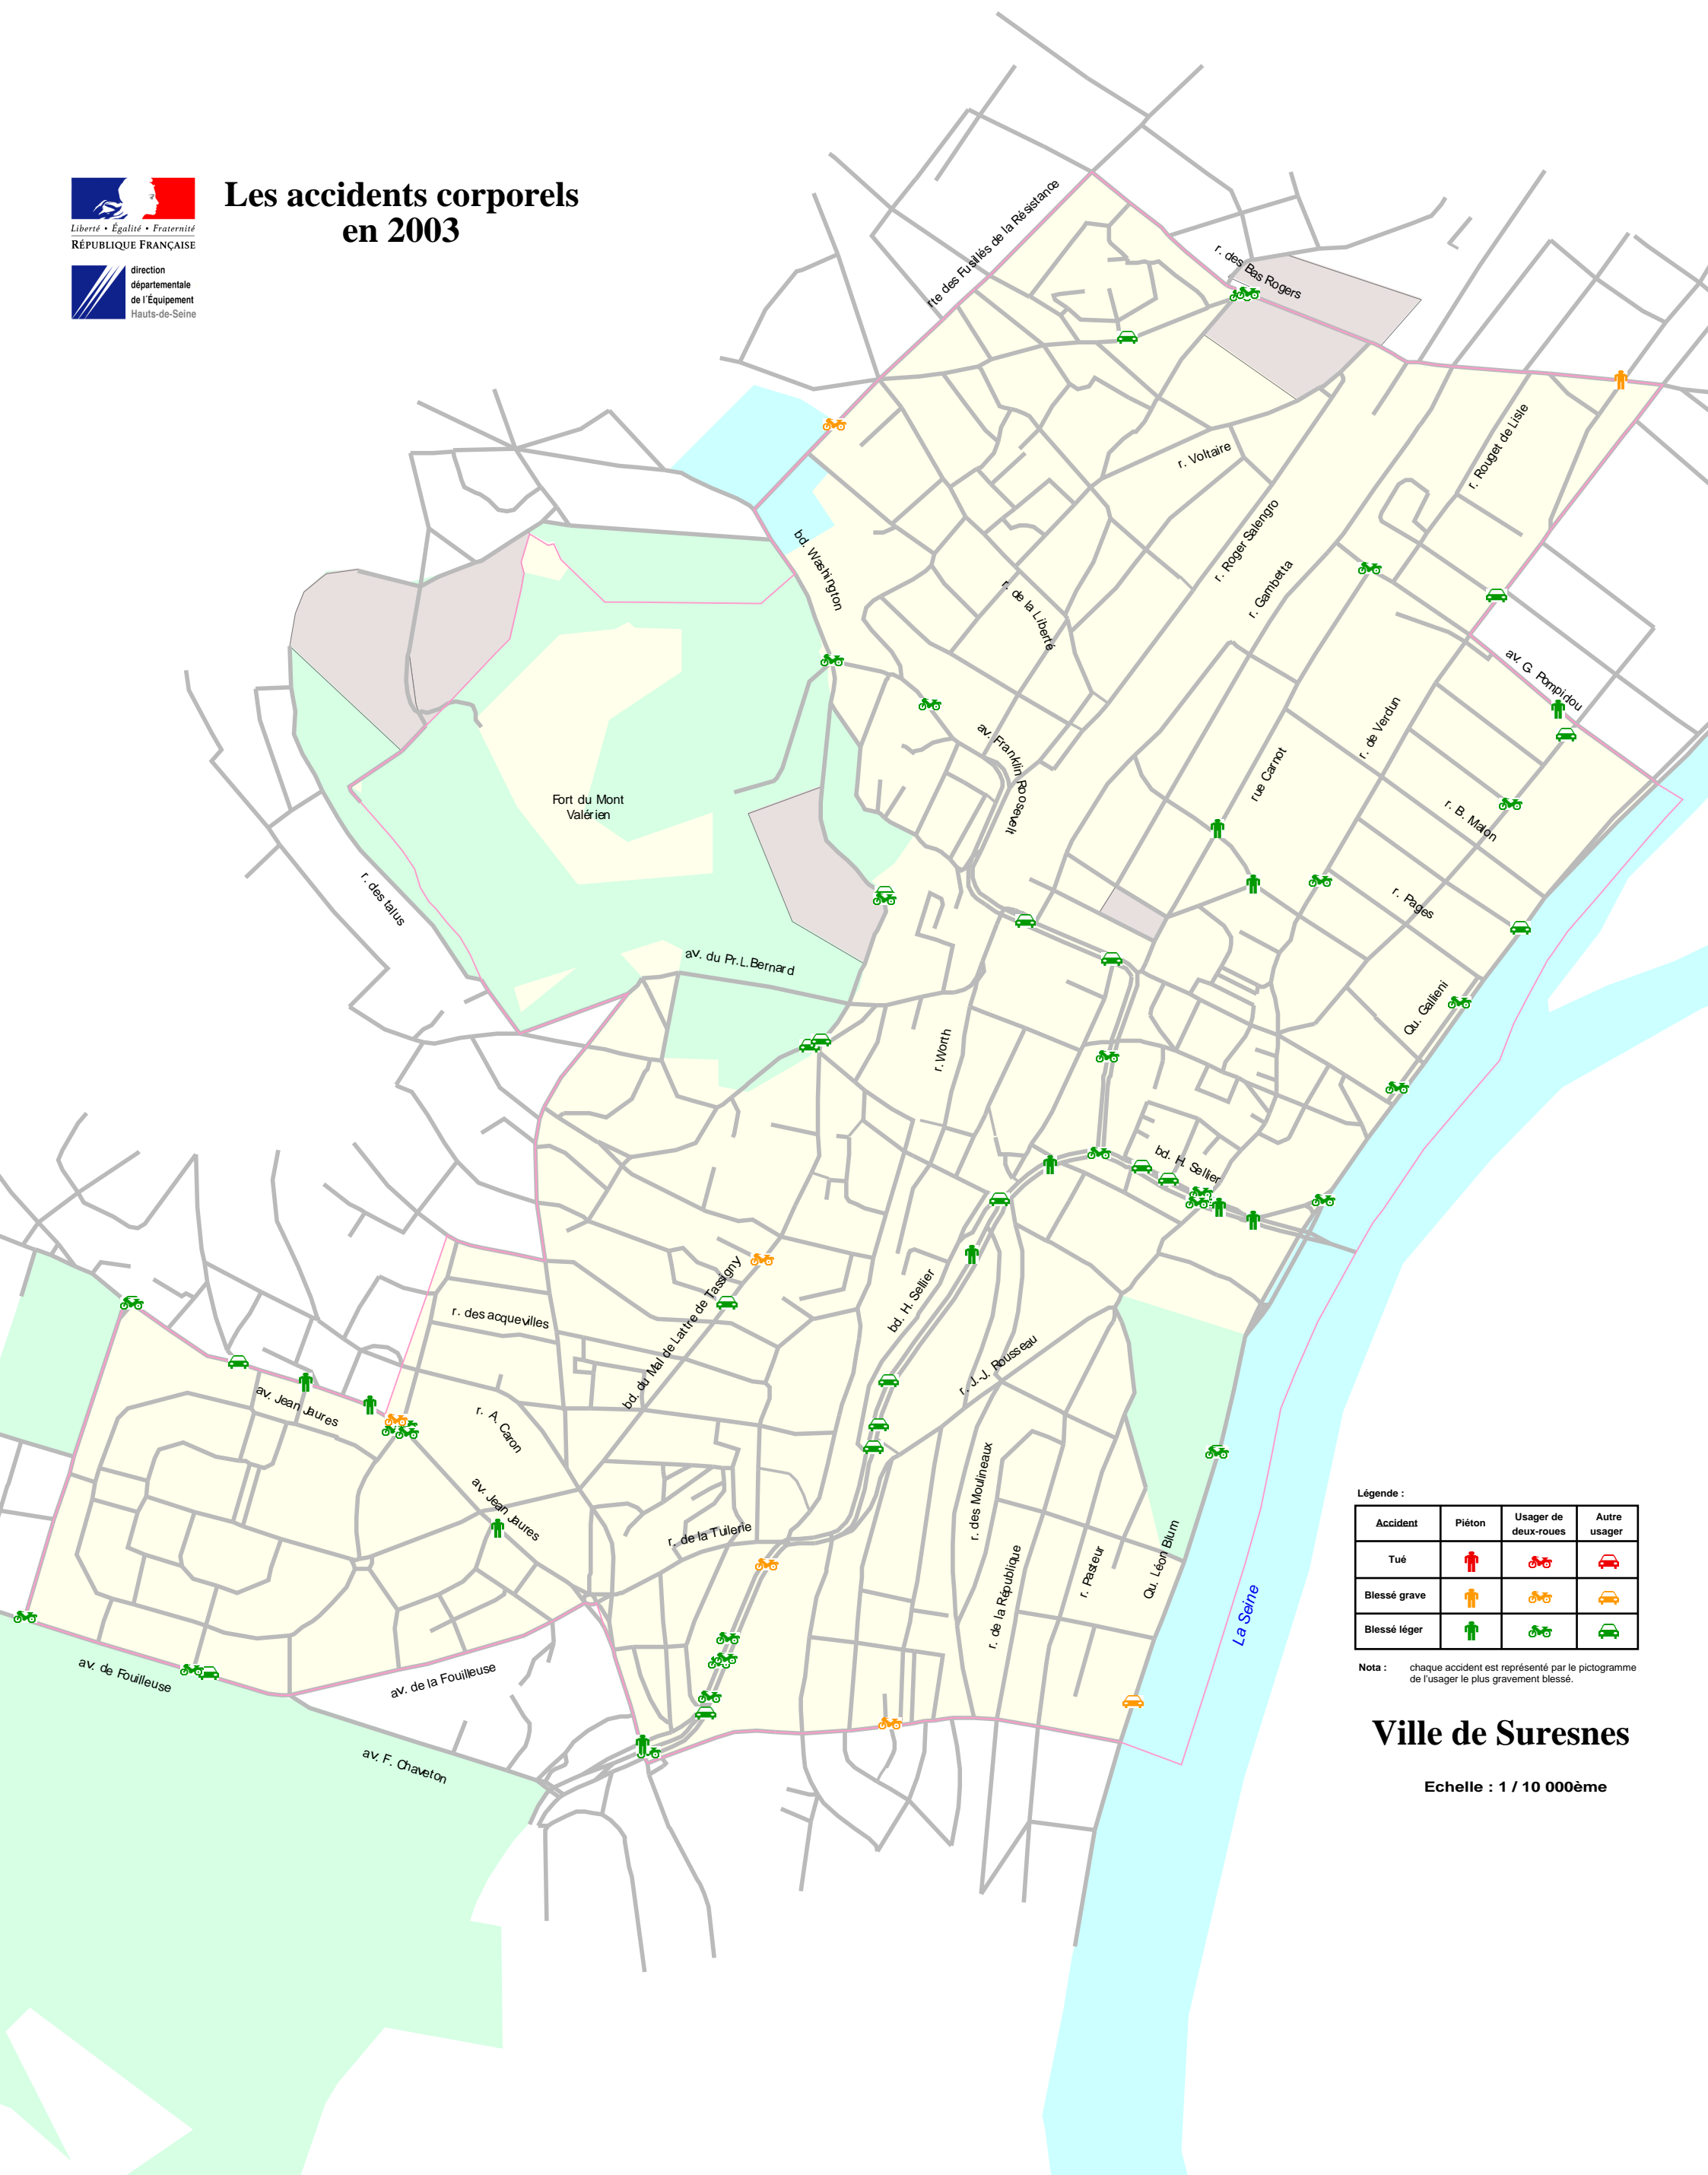 Liberté • Égalité • Fraternité
RÉPUBLIQUE FRANÇAISE
direction
départementale
de l'Équipement
Hauts-de-Seine
Les accidents corporels
en 2003
rte des Fusillés de la Résistance
r. des Bas Rogers
r. Rouget de Lisle
r. Voltaire
r. Roger Salengro
bd. Washington
r. Gambetta
r. de la Liberté
av. G. Pompidou
r. de Verdun
av. Franklin Roosevelt
rue Carnot
Fort du Mont
Valérien
r. B. Malon
r. des talus
r. Pages
av. du Pr.L.Bernard
Qu. Gallieni
r. Worth
bd. H. Sellier
bd. du Mal de Lattre de Tassigny
bd. H. Sellier
r. des acquevilles
r. J.-J. Rousseau
av. Jean Jaures
r. A. Caron
r. des Moulineaux
av. Jean Jaures
r. de la Tuilerie
r. de la République
r. Pasteur
Qu. Léon Blum
La Seine
av. de Fouilleuse
av. de la Fouilleuse
av. F. Chaveton
Légende :
Accident
Piéton
Usager de
deux-roues
Autre
usager
Tué
Blessé grave
Blessé léger
Nota : chaque accident est représenté par le pictogramme
de l'usager le plus gravement blessé.
Ville de Suresnes
Echelle : 1 / 10 000ème